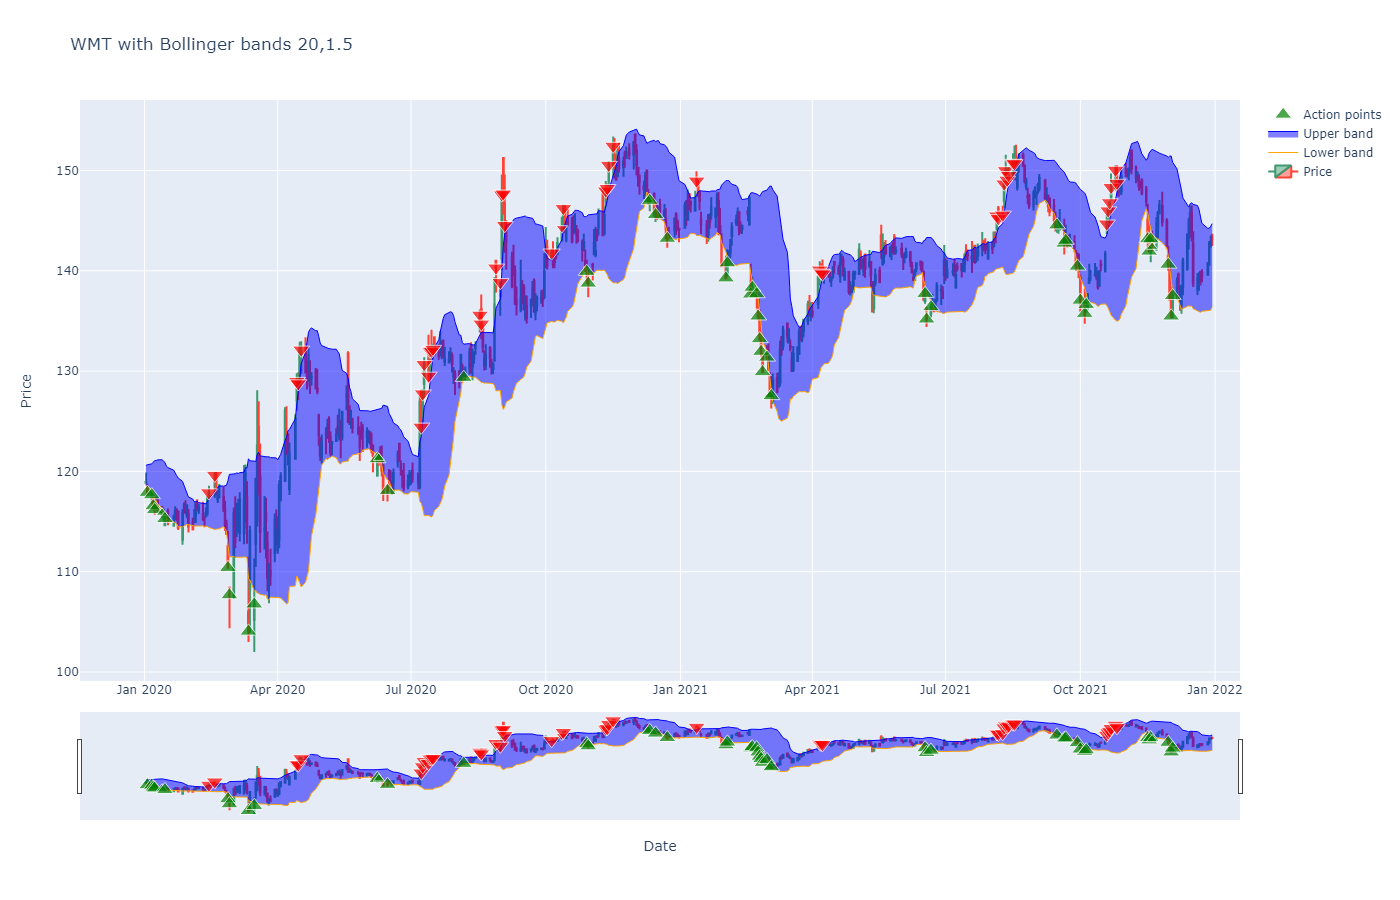 WMT with Bollinger bands 20,1.5
Action points
Upper band
Lower band
Price
150
140
130
120
110
100
Price
Jan 2020
Apr 2020
Jul 2020
Oct 2020
Jan 2021
Apr 2021
Jul 2021
Oct 2021
Jan 2022
Date